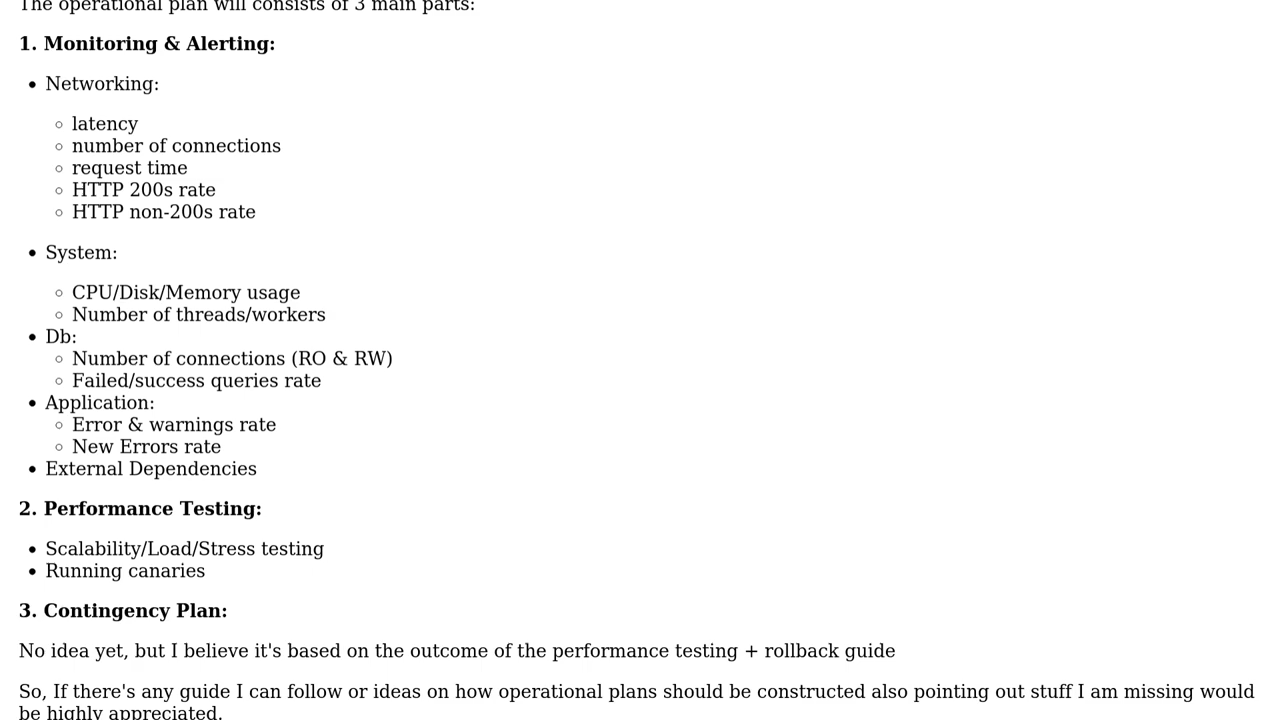 The operational plan will consists of 3 main parts:
1. Monitoring & Alerting:
Networking:
latency
number of connections
request time
HTTP 200s rate
HTTP non-200s rate
System:
CPU/Disk/Memory usage
Number of threads/workers
Db:
Number of connections (RO & RW)
Failed/success queries rate
Application:
Error & warnings rate
New Errors rate
External Dependencies
2. Performance Testing:
Scalability/Load/Stress testing
Running canaries
3. Contingency Plan:
No idea yet, but I believe it's based on the outcome of the performance testing + rollback guide
So, If there's any guide I can follow or ideas on how operational plans should be constructed also pointing out stuff I am missing would
be highly appreciated.